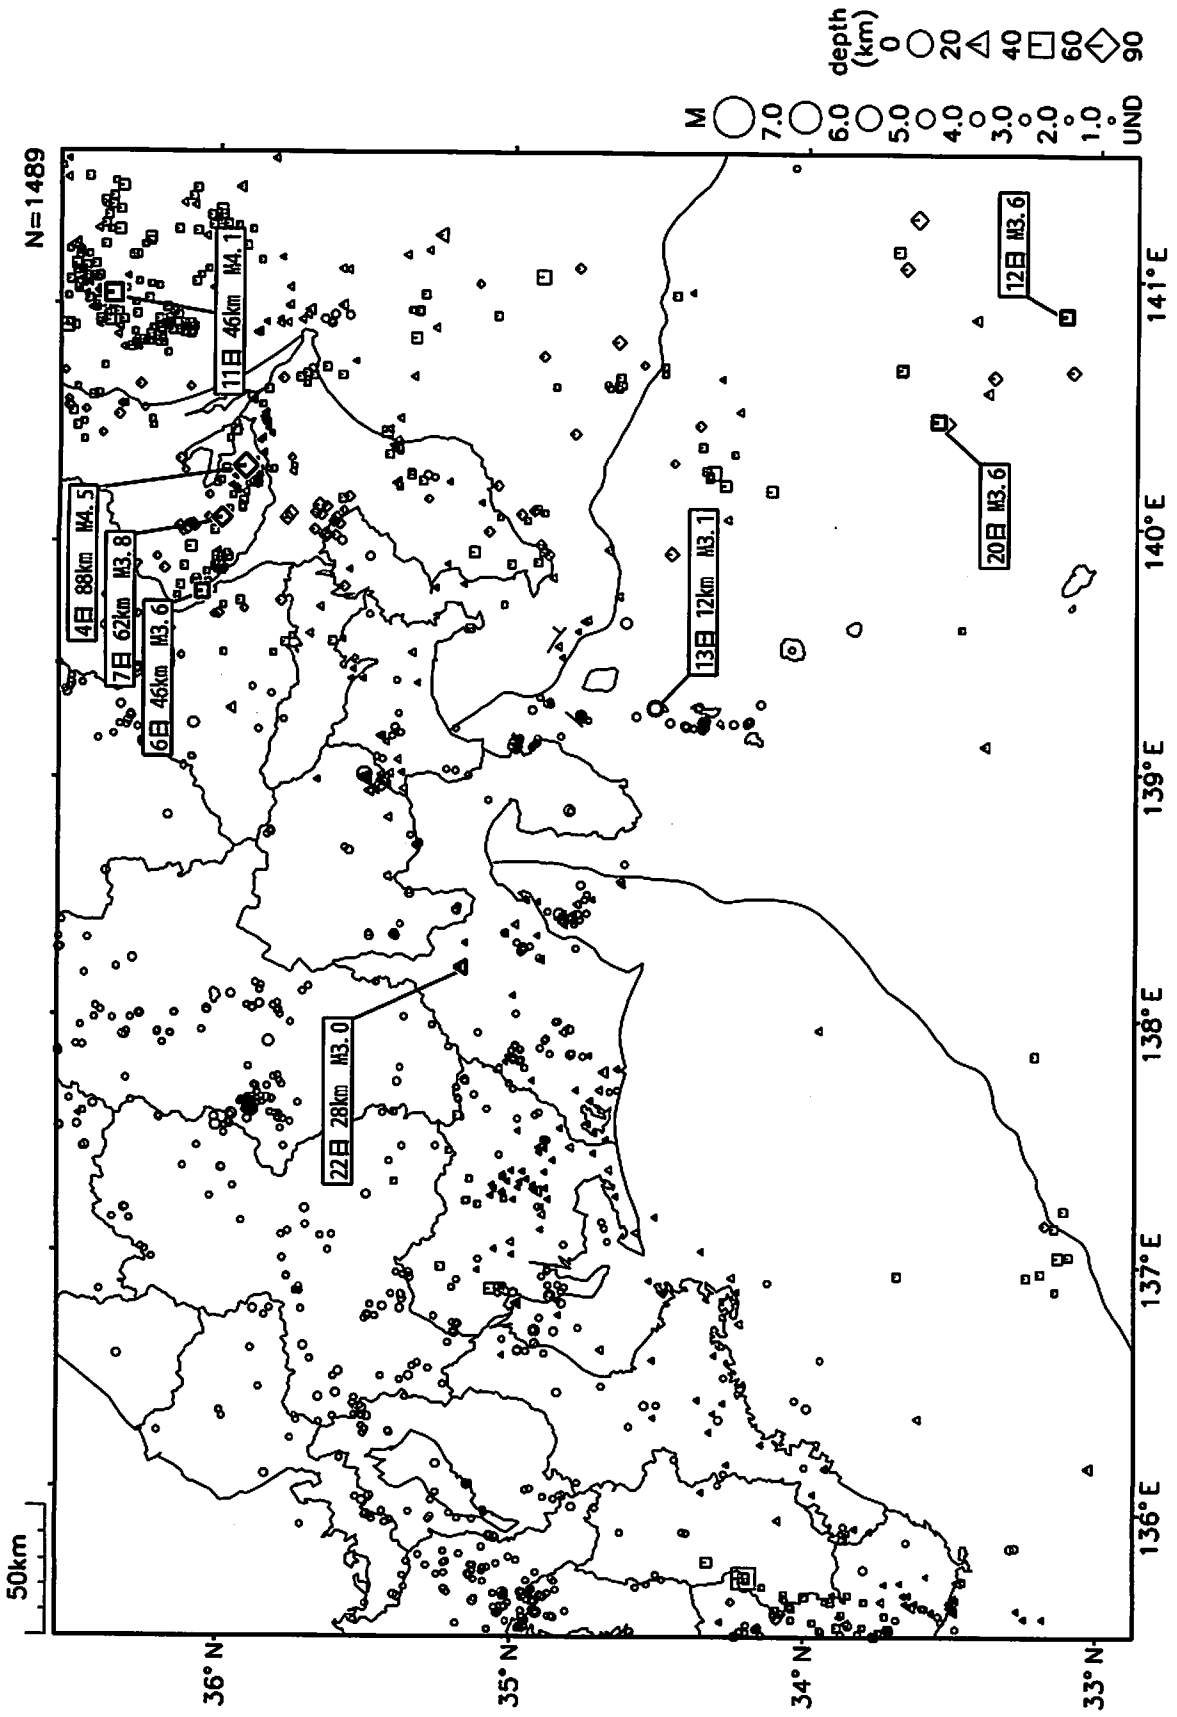 50km
N=1489
4日 88km M4.5
7日 62km M3.8
6日 46km M3.6
11日 46km M4.1
22日 28km M3.0
13日 12km M3.1
20日 M3.6
12日 M3.6
36°N
35°N
34°N
33°N
136°E
137°E
138°E
139°E
140°E
141°E
M
7.0
6.0
5.0
4.0
3.0
2.0
1.0
UND
depth
(km)
0
20
40
60
90